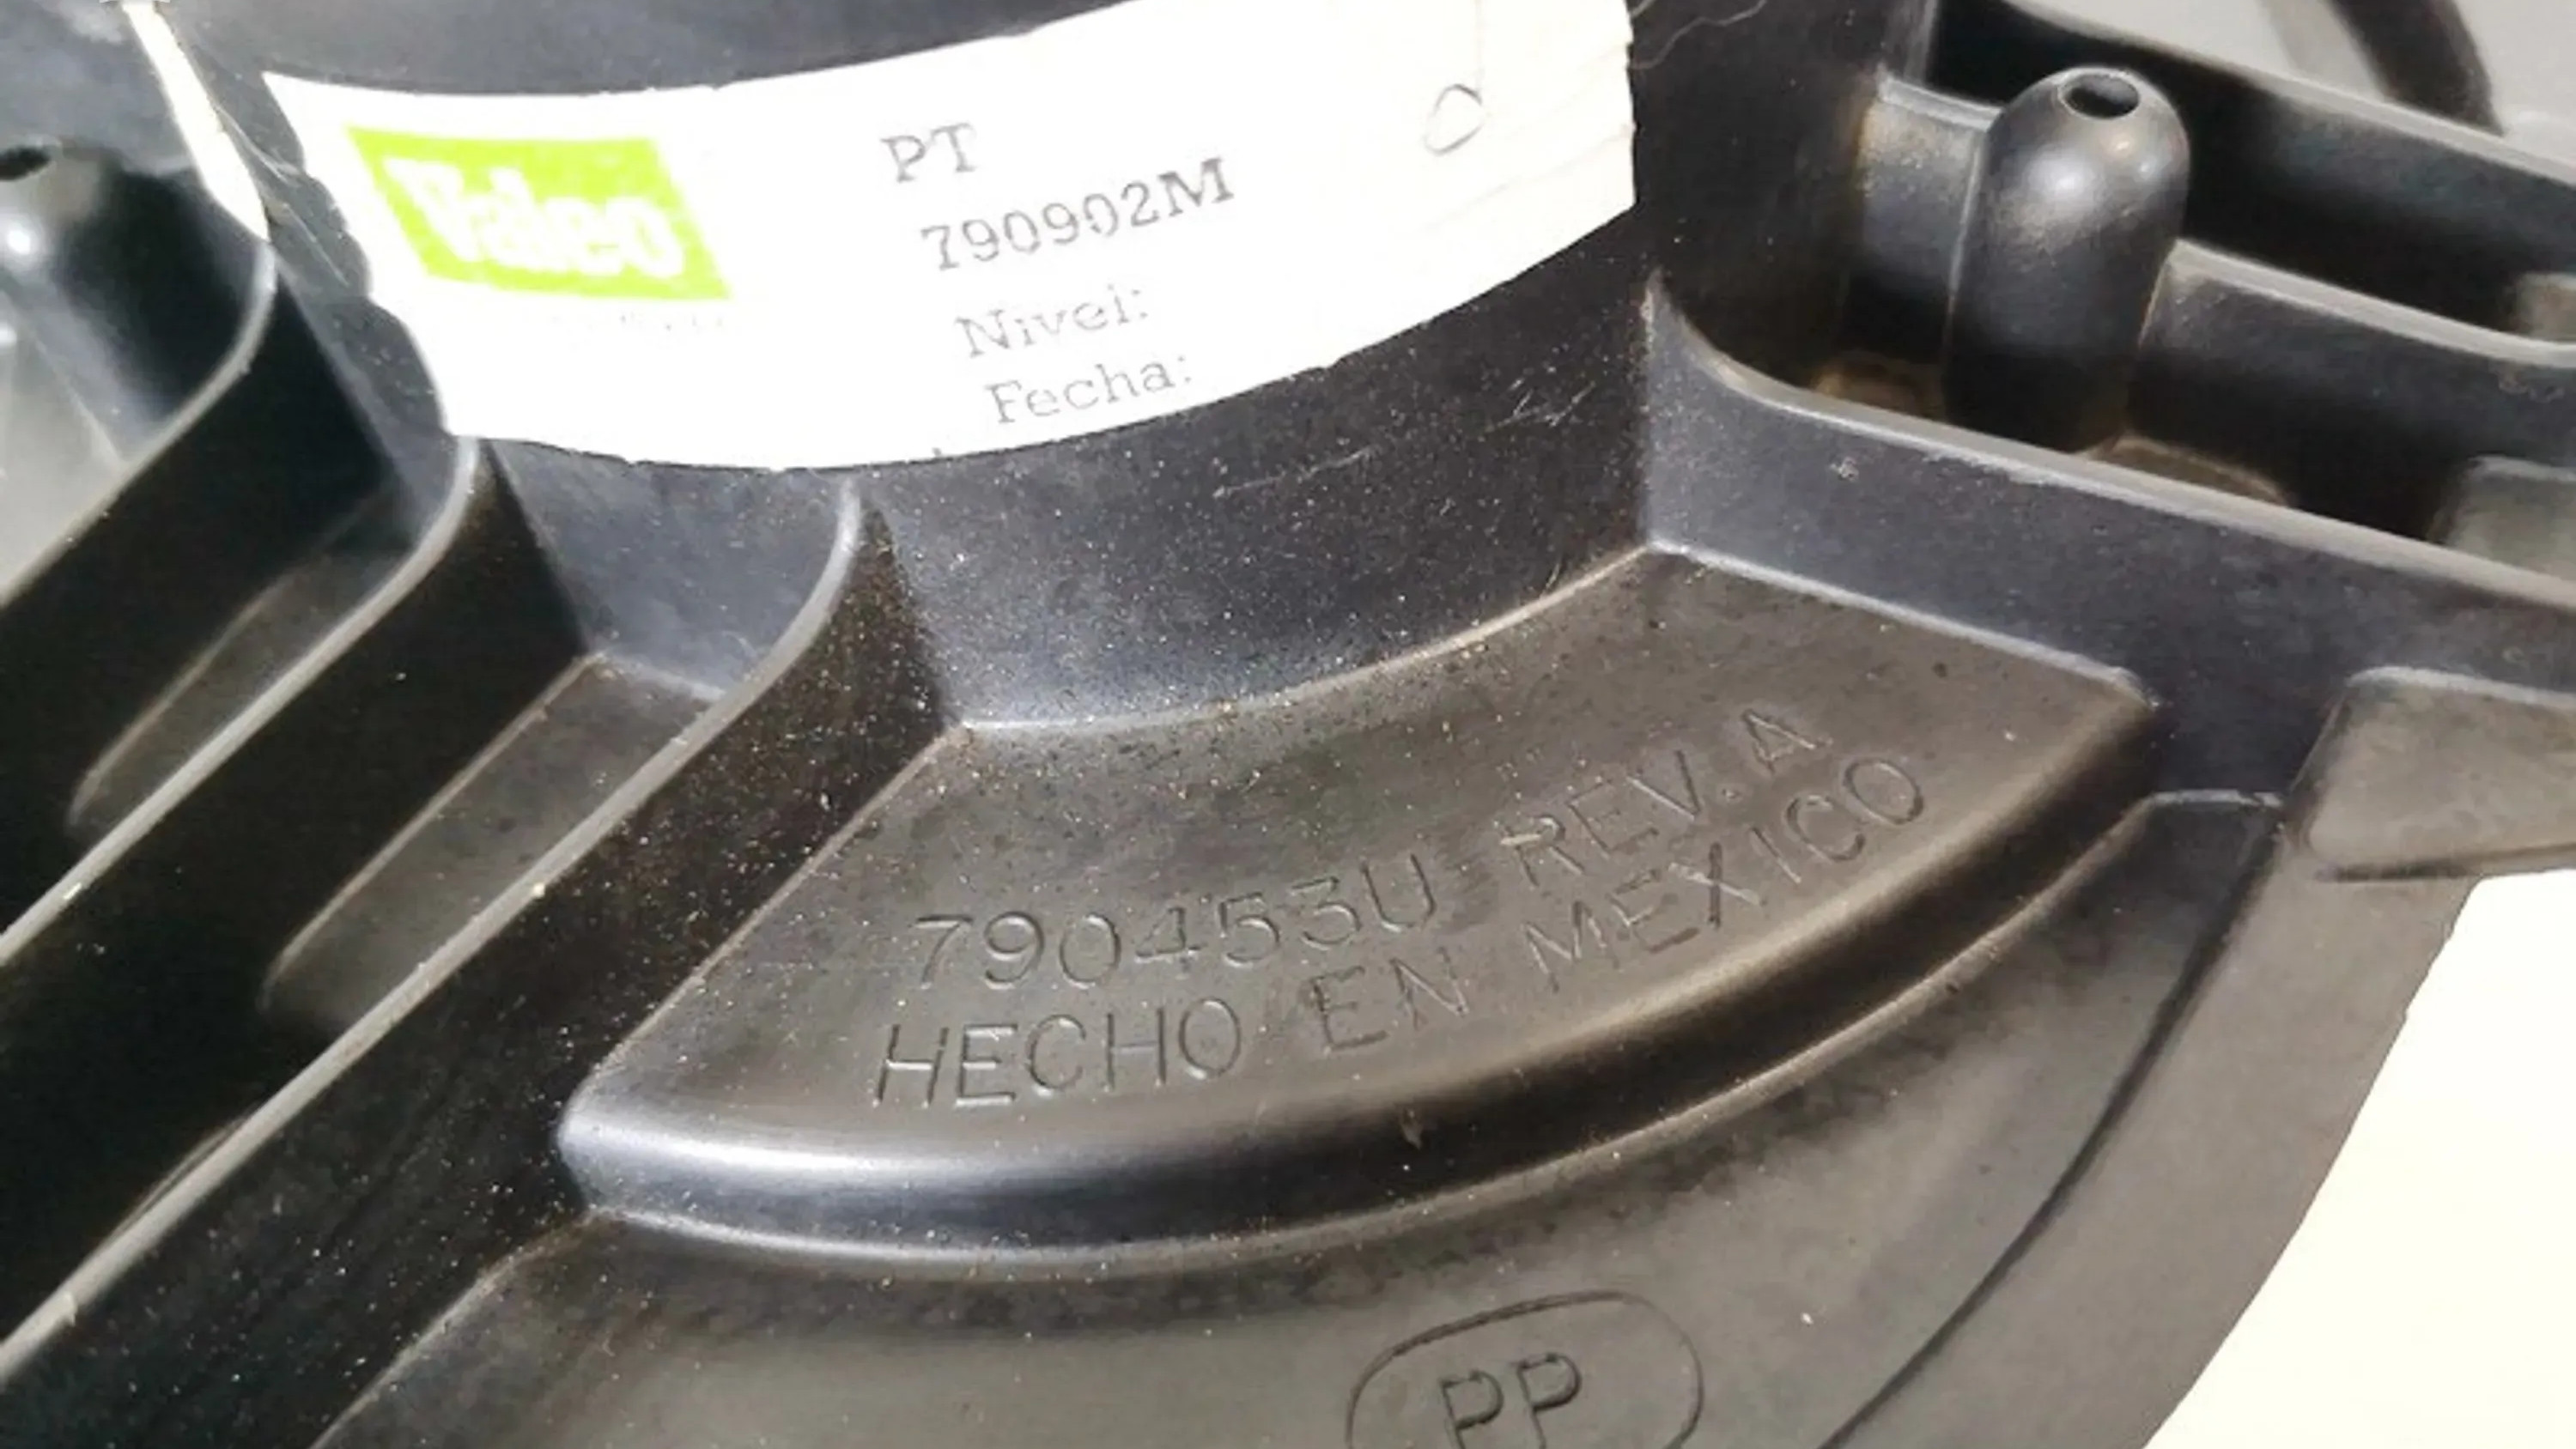 Valeo
PT
790902M
Nivel:
Fecha:
790453U REV. A
HECHO EN MEXICO
PP